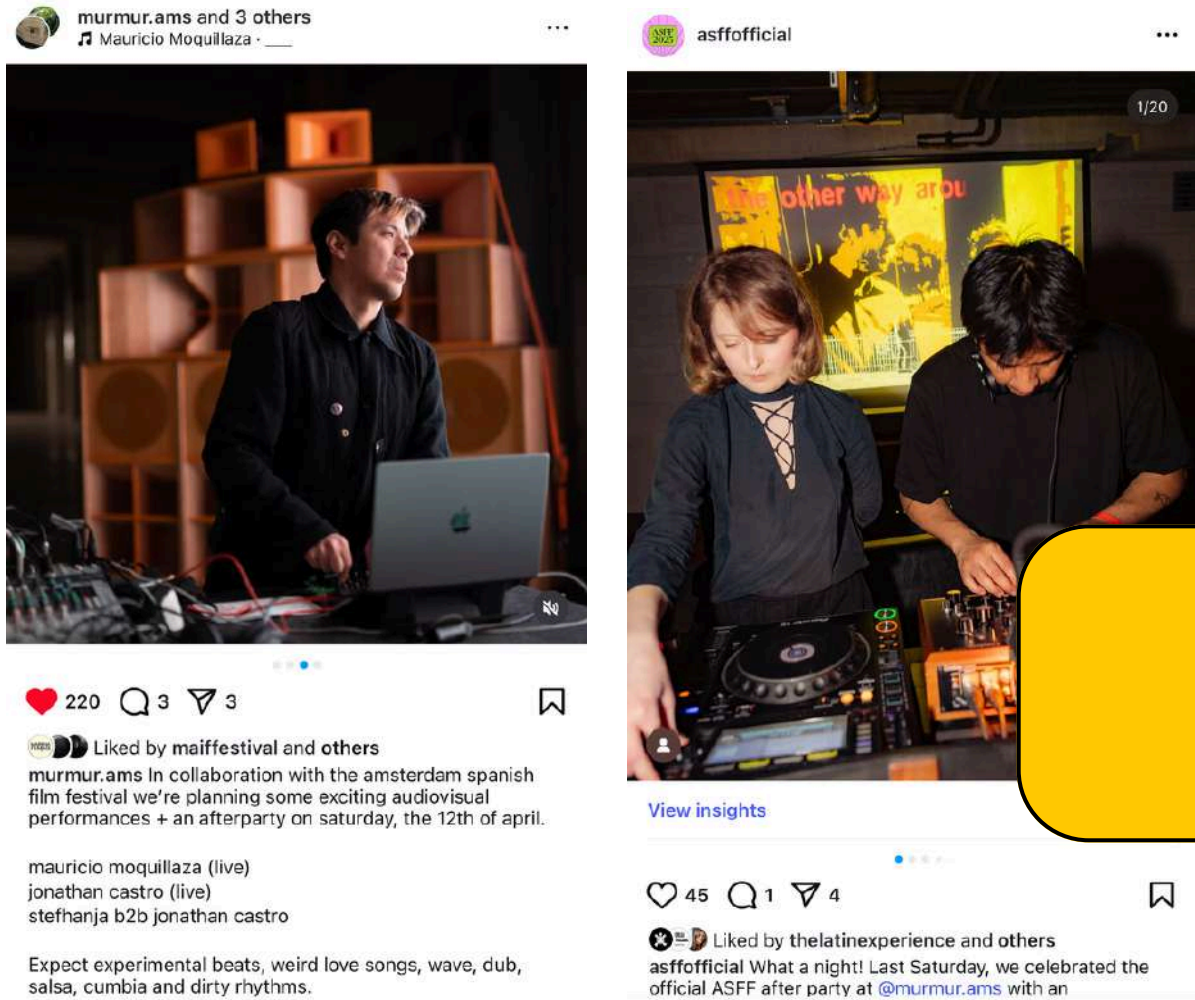 murmur.ams and 3 others
Mauricio Moquillaza · ___
220 3 3
Liked by maiffestival and others
murmur.ams In collaboration with the amsterdam spanish
film festival we're planning some exciting audiovisual
performances + an afterparty on saturday, the 12th of april.
mauricio moquillaza (live)
jonathan castro (live)
stefhanja b2b jonathan castro
Expect experimental beats, weird love songs, wave, dub,
salsa, cumbia and dirty rhythms.
ASFF
2025
asffofficial
1/20
the other way arou
View insights
45 1 4
Liked by thelatinexperience and others
asffofficial What a night! Last Saturday, we celebrated the
official ASFF after party at @murmur.ams with an